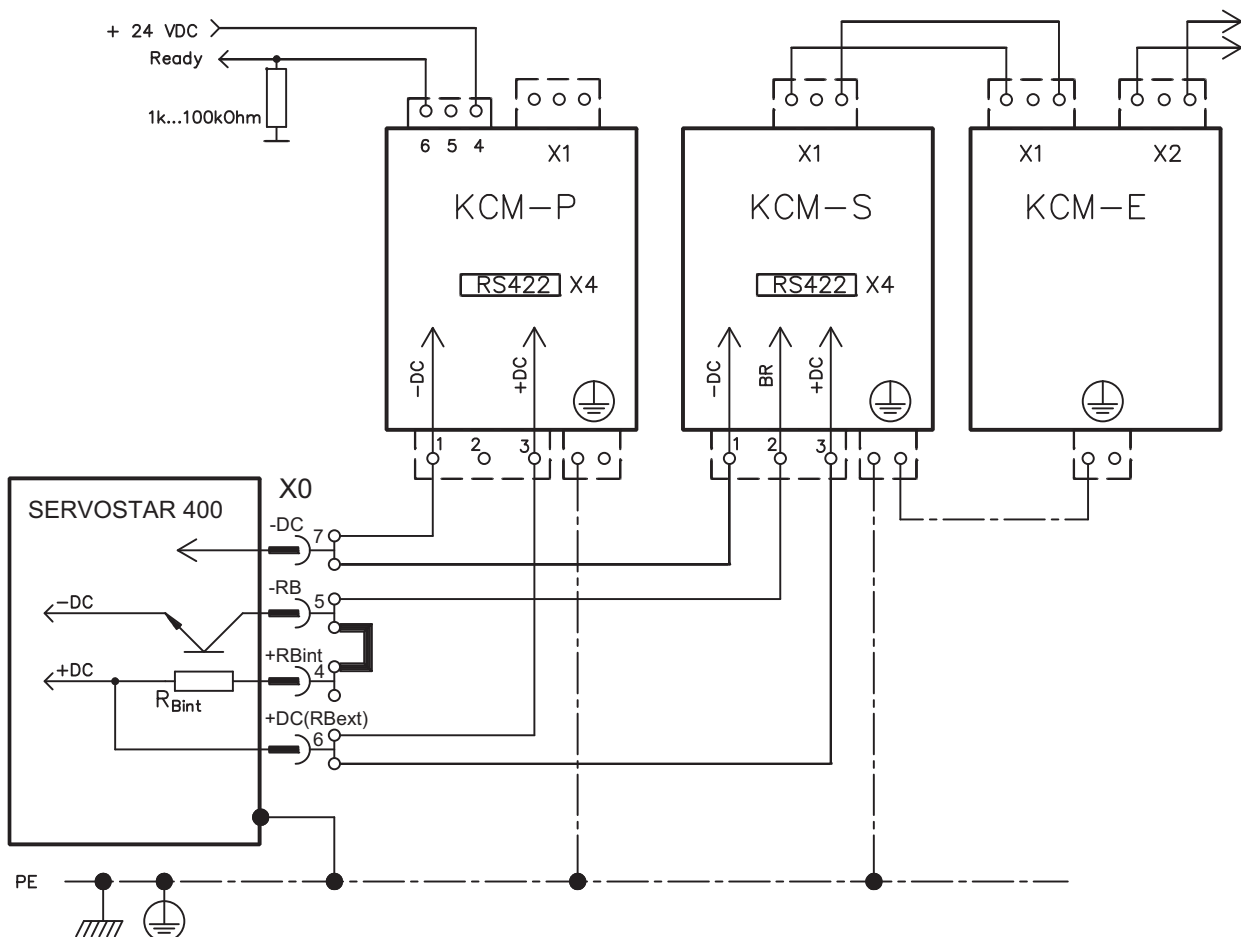 + 24 VDC
Ready
1k...100kOhm
6 5 4
X1
KCM-P
RS422 X4
-DC
+DC
1 2 3
X1
KCM-S
RS422 X4
-DC
BR
+DC
1 2 3
X1
X2
KCM-E
SERVOSTAR 400
X0
-DC
7
-RB
5
-DC
+RBint
4
+DC
RBint
+DC(RBext)
6
PE